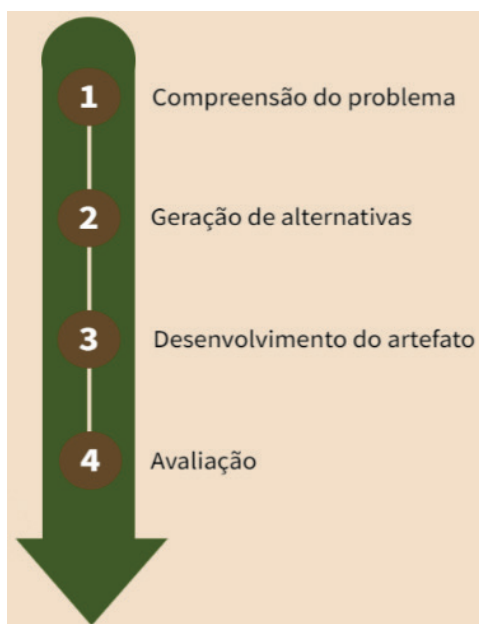 1 Compreensão do problema
2 Geração de alternativas
3 Desenvolvimento do artefato
4 Avaliação